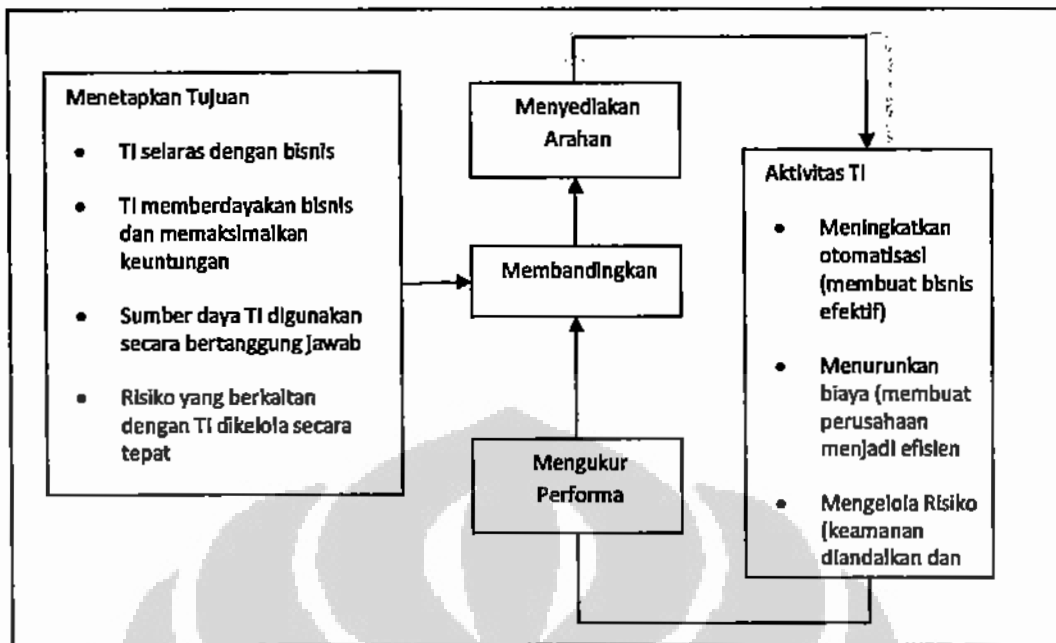 Menetapkan Tujuan
• TI selaras dengan bisnis
• TI memberdayakan bisnis
dan memaksimalkan
keuntungan
• Sumber daya TI digunakan
secara bertanggung jawab
• Risiko yang berkaitan
dengan TI dikelola secara
tepat
Menyediakan
Arahan
Membandingkan
Mengukur
Performa
Aktivitas TI
• Meningkatkan
otomatisasi
(membuat bisnis
efektif)
• Menurunkan
biaya (membuat
perusahaan
menjadi efisien
• Mengelola Risiko
(keamanan
diandalkan dan